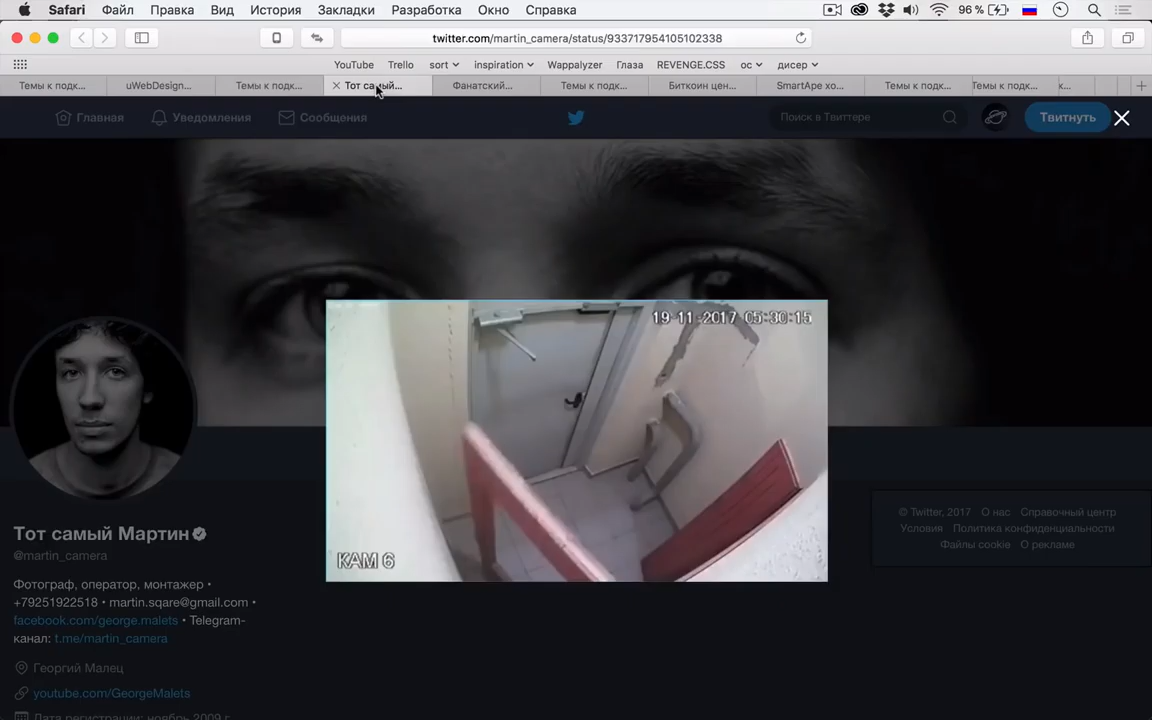 Safari Файл Правка Вид История Закладки Разработка Окно Справка 96 %
twitter.com/martin_camera/status/933717954105102338
YouTube Trello sort inspiration Wappalyzer Глаза REVENGE.CSS ос дисер
Темы к подк... uWebDesign... Темы к подк... Тот самый... Фанатский... Темы к подк... Биткоин цен... SmartApe хо... Темы к подк... Темы к подк... к...
Главная Уведомления Сообщения Поиск в Твиттере Твитнуть
19-11-2017 05:30:15
КАМ 6
Тот самый Мартин
@martin_camera
Фотограф, оператор, монтажер •
+79251922518 • martin.sqare@gmail.com •
facebook.com/george.malets • Telegram-
канал: t.me/martin_camera
Георгий Малец
youtube.com/GeorgeMalets
Дата регистрации: ноябрь 2009 г.
© Twitter, 2017 О нас Справочный центр
Условия Политика конфиденциальности
Файлы cookie О рекламе